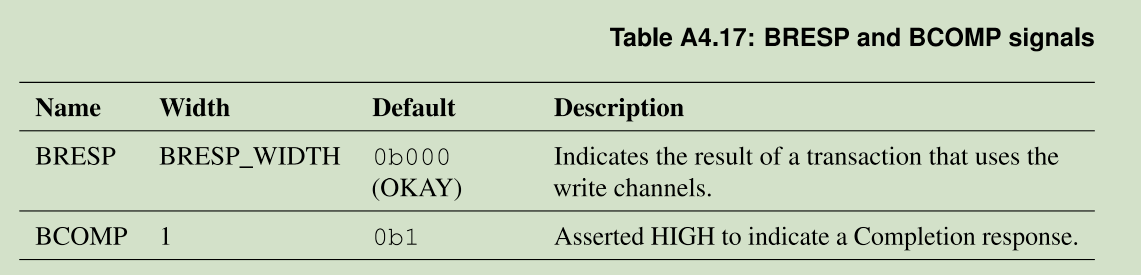 Table A4.17: BRESP and BCOMP signals
Name Width Default Description
BRESP BRESP_WIDTH 0b000 Indicates the result of a transaction that uses the
(OKAY) write channels.
BCOMP 1 0b1 Asserted HIGH to indicate a Completion response.